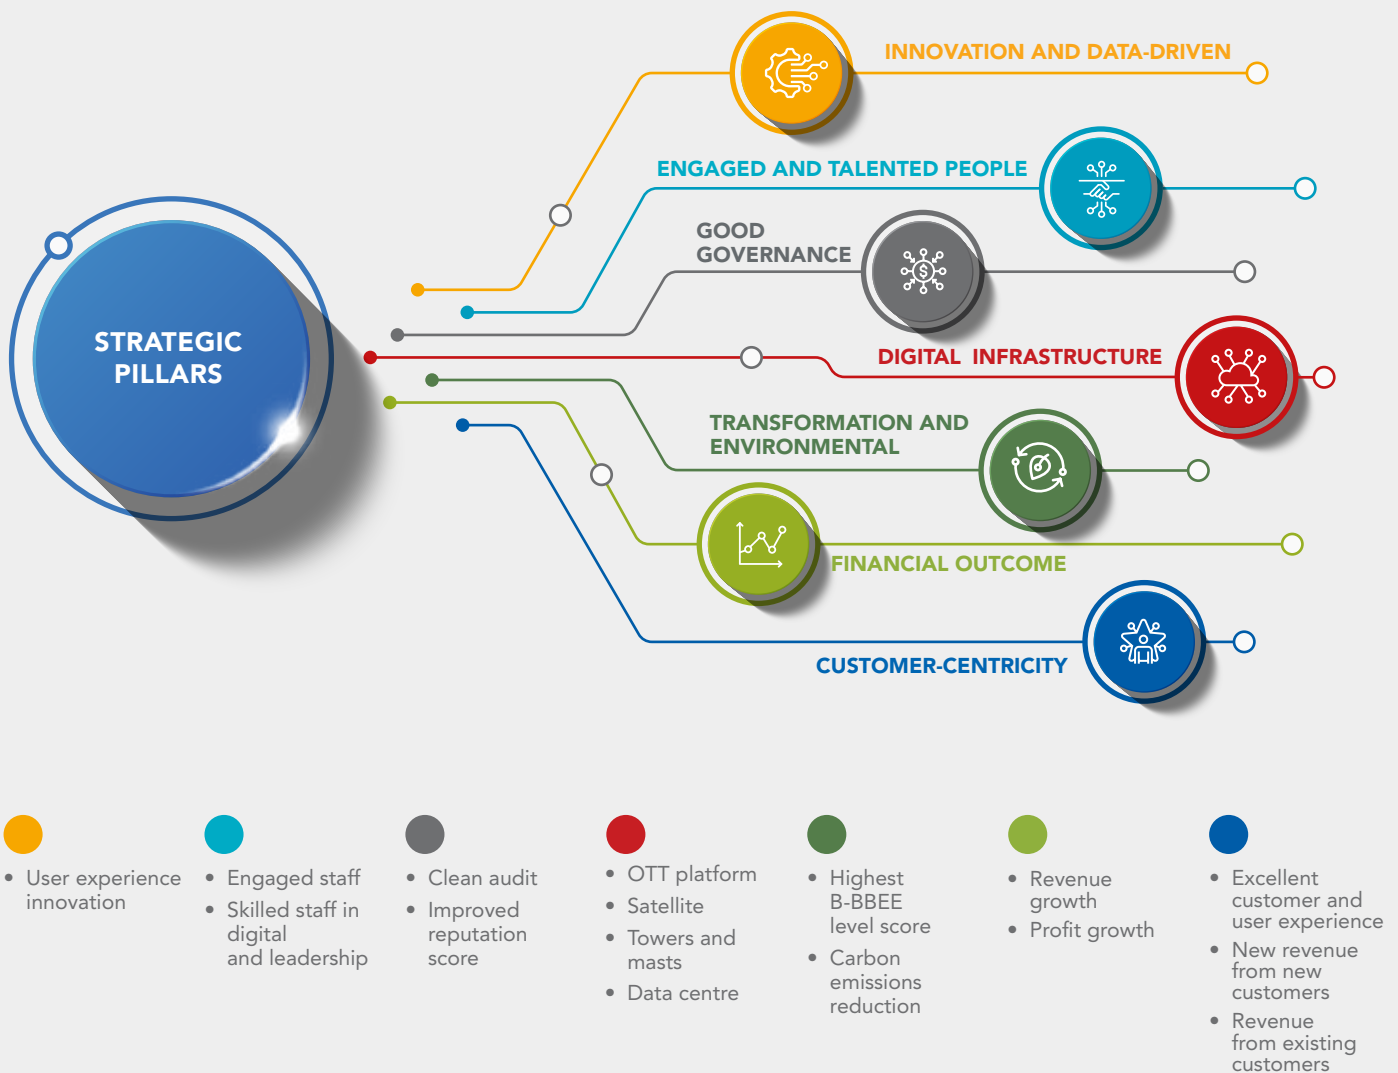 INNOVATION AND DATA-DRIVEN
ENGAGED AND TALENTED PEOPLE
GOOD
GOVERNANCE
STRATEGIC
PILLARS
DIGITAL INFRASTRUCTURE
TRANSFORMATION AND
ENVIRONMENTAL
FINANCIAL OUTCOME
CUSTOMER-CENTRICITY
• User experience
innovation
• Engaged staff
• Skilled staff in
digital
and leadership
• Clean audit
• Improved
reputation
score
• OTT platform
• Satellite
• Towers and
masts
• Data centre
• Highest
B-BBEE
level score
• Carbon
emissions
reduction
• Revenue
growth
• Profit growth
• Excellent
customer and
user experience
• New revenue
from new
customers
• Revenue
from existing
customers